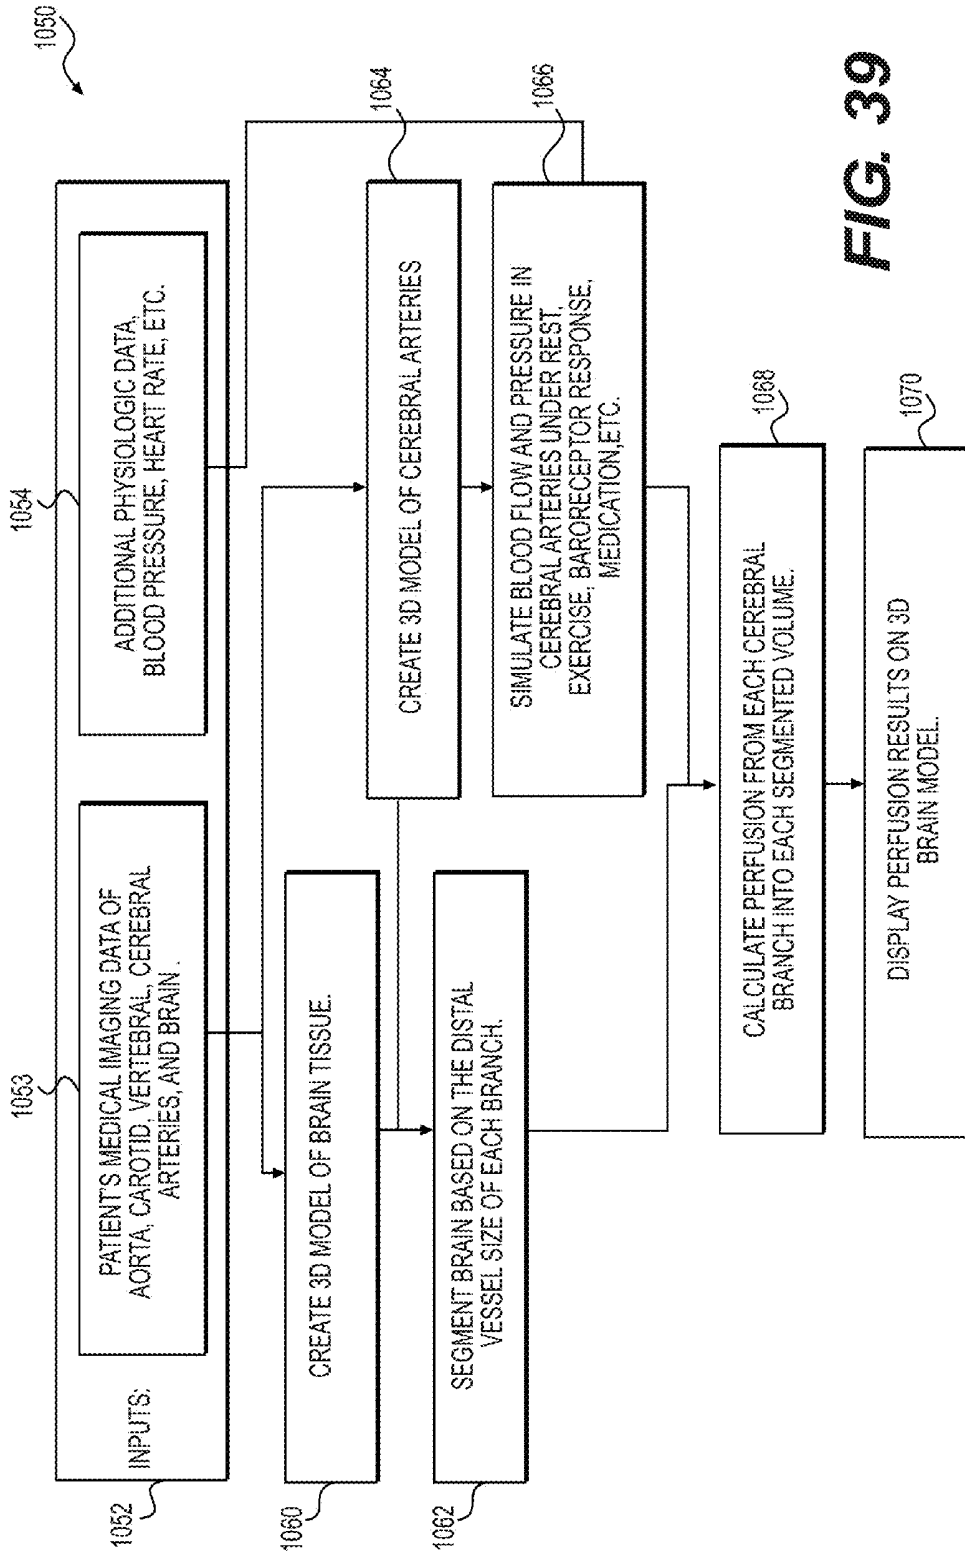 1050
1052
INPUTS:
1053
PATIENT'S MEDICAL IMAGING DATA OF
AORTA, CAROTID, VERTEBRAL, CEREBRAL
ARTERIES, AND BRAIN .
1054
ADDITIONAL PHYSIOLOGIC DATA,
BLOOD PRESSURE, HEART RATE, ETC.
1060
CREATE 3D MODEL OF BRAIN TISSUE.
1064
CREATE 3D MODEL OF CEREBRAL ARTERIES
1062
SEGMENT BRAIN BASED ON THE DISTAL
VESSEL SIZE OF EACH BRANCH.
1066
SIMULATE BLOOD FLOW AND PRESSURE IN
CEREBRAL ARTERIES UNDER REST,
EXERCISE, BARORECEPTOR RESPONSE,
MEDICATION,ETC.
1068
CALCULATE PERFUSION FROM EACH CEREBRAL
BRANCH INTO EACH SEGMENTED VOLUME.
1070
DISPLAY PERFUSION RESULTS ON 3D
BRAIN MODEL.
FIG. 39